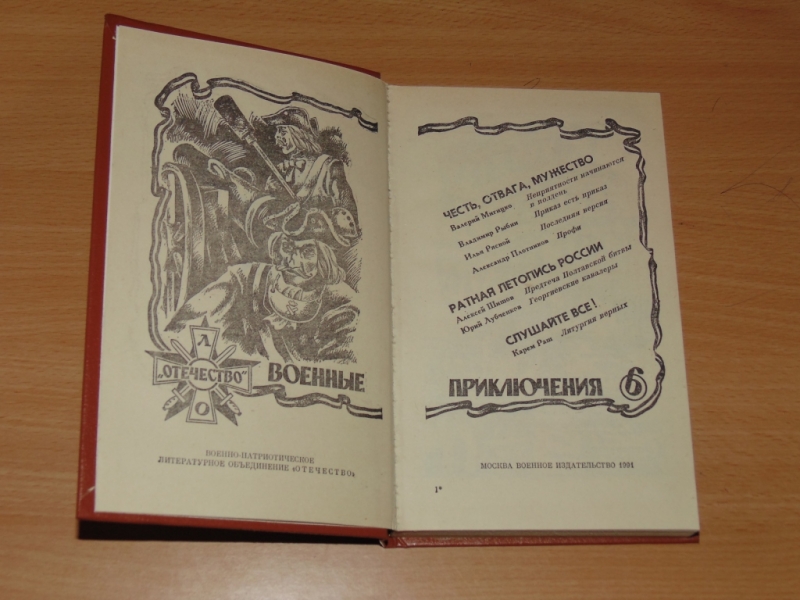 Л
„ОТЕЧЕСТВО“
О
ВОЕННЫЕ
ВОЕННО-ПАТРИОТИЧЕСКОЕ
ЛИТЕРАТУРНОЕ ОБЪЕДИНЕНИЕ «ОТЕЧЕСТВО»
ЧЕСТЬ, ОТВАГА, МУЖЕСТВО
Валерий Мигицко Неприятности начинаются
в полдень
Владимир Рыбин Приказ есть приказ
Илья Рясной Последняя версия
Александр Плотников Профи
РАТНАЯ ЛЕТОПИСЬ РОССИИ
Алексей Шишов Предтеча Полтавской битвы
Юрий Лубченков Георгиевские кавалеры
СЛУШАЙТЕ ВСЕ!
Карем Раш Литургия верных
ПРИКЛЮЧЕНИЯ 6
МОСКВА ВОЕННОЕ ИЗДАТЕЛЬСТВО 1991
1*